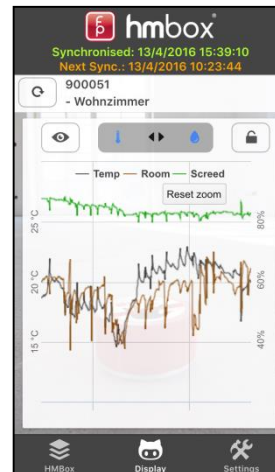 fp hmbox®
Synchronised: 13/4/2016 15:39:10
Next Sync.: 13/4/2016 10:23:44
900051
- Wohnzimmer
Temp Room Screed
Reset zoom
25 °C
80%
20 °C
60%
15 °C
40%
HMBox Display Settings